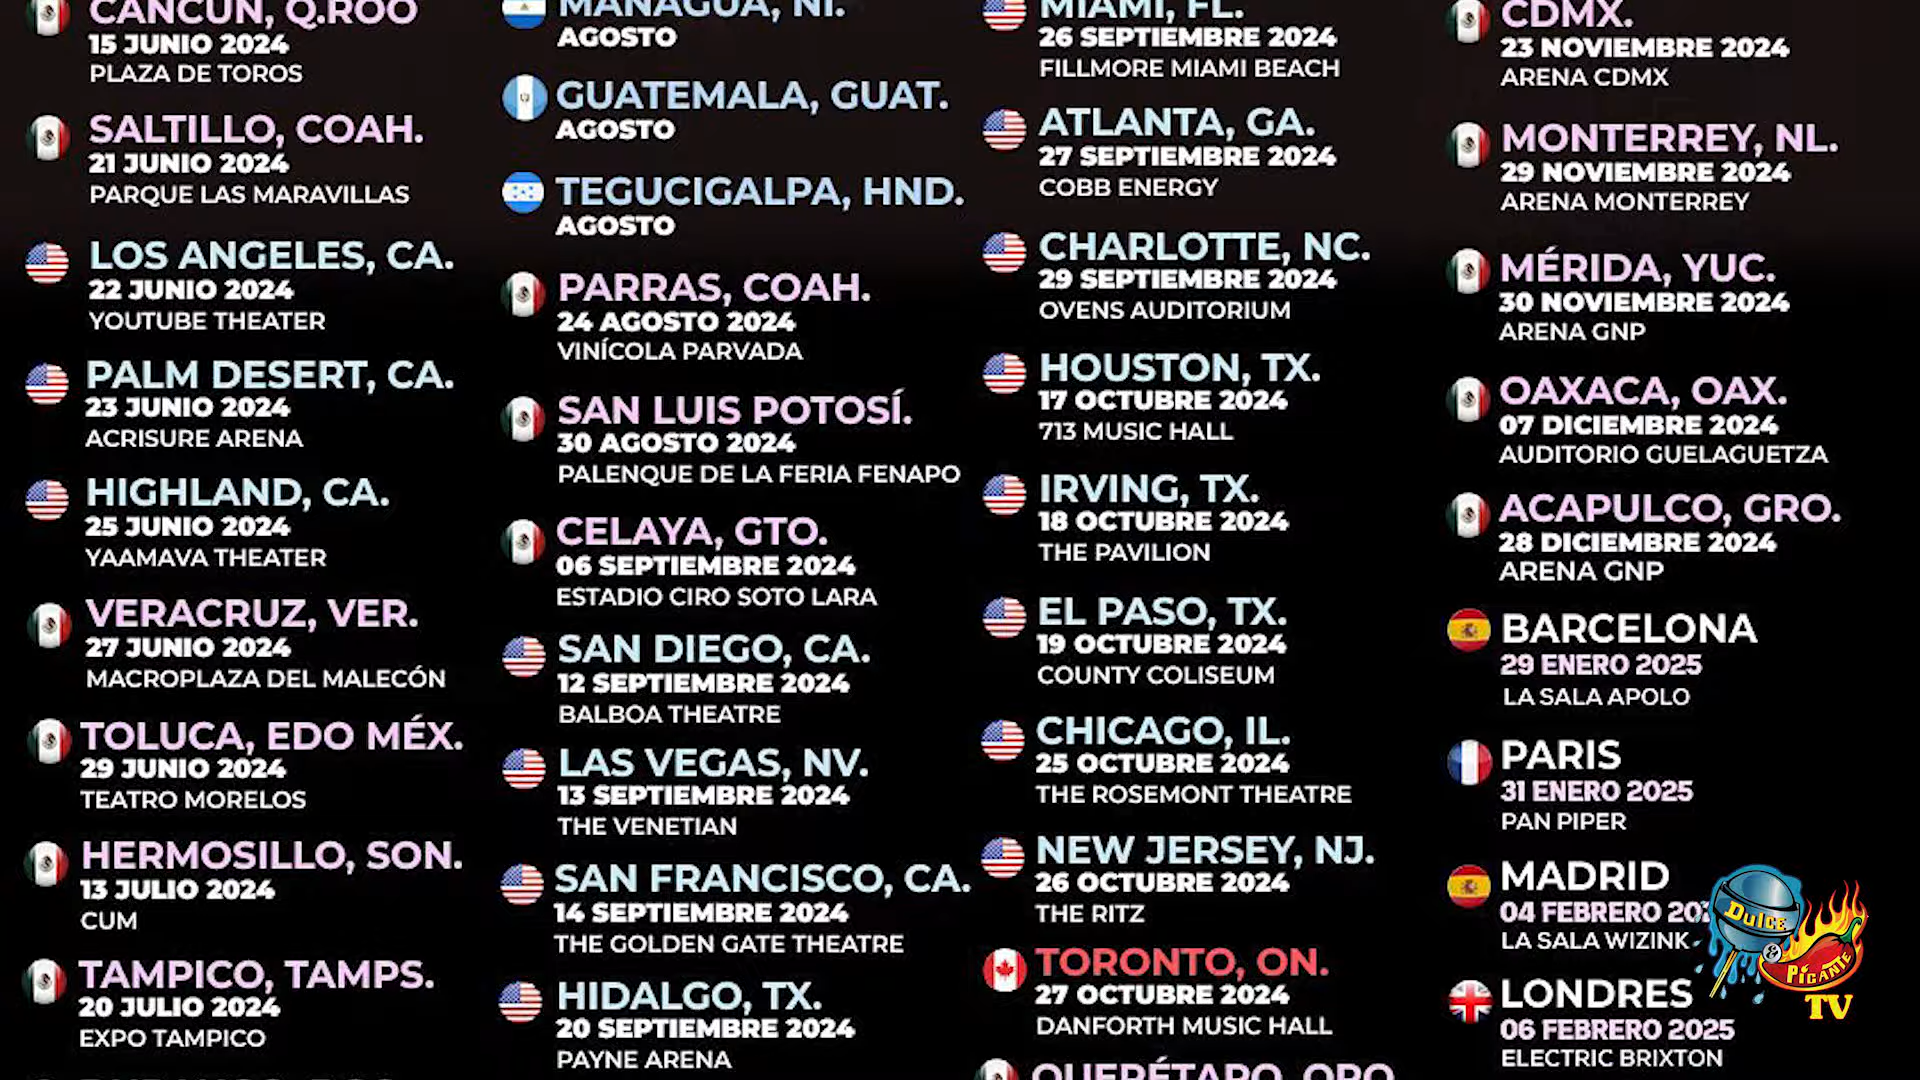 CANCÚN, Q.ROO
15 JUNIO 2024
PLAZA DE TOROS
SALTILLO, COAH.
21 JUNIO 2024
PARQUE LAS MARAVILLAS
LOS ANGELES, CA.
22 JUNIO 2024
YOUTUBE THEATER
PALM DESERT, CA.
23 JUNIO 2024
ACRISURE ARENA
HIGHLAND, CA.
25 JUNIO 2024
YAAMAVA THEATER
VERACRUZ, VER.
27 JUNIO 2024
MACROPLAZA DEL MALECÓN
TOLUCA, EDO MÉX.
29 JUNIO 2024
TEATRO MORELOS
HERMOSILLO, SON.
13 JULIO 2024
CUM
TAMPICO, TAMPS.
20 JULIO 2024
EXPO TAMPICO
MANAGUA, NI.
AGOSTO
GUATEMALA, GUAT.
AGOSTO
TEGUCIGALPA, HND.
AGOSTO
PARRAS, COAH.
24 AGOSTO 2024
VINÍCOLA PARVADA
SAN LUIS POTOSÍ.
30 AGOSTO 2024
PALENQUE DE LA FERIA FENAPO
CELAYA, GTO.
06 SEPTIEMBRE 2024
ESTADIO CIRO SOTO LARA
SAN DIEGO, CA.
12 SEPTIEMBRE 2024
BALBOA THEATRE
LAS VEGAS, NV.
13 SEPTIEMBRE 2024
THE VENETIAN
SAN FRANCISCO, CA.
14 SEPTIEMBRE 2024
THE GOLDEN GATE THEATRE
HIDALGO, TX.
20 SEPTIEMBRE 2024
PAYNE ARENA
MIAMI, FL.
26 SEPTIEMBRE 2024
FILLMORE MIAMI BEACH
ATLANTA, GA.
27 SEPTIEMBRE 2024
COBB ENERGY
CHARLOTTE, NC.
29 SEPTIEMBRE 2024
OVENS AUDITORIUM
HOUSTON, TX.
17 OCTUBRE 2024
713 MUSIC HALL
IRVING, TX.
18 OCTUBRE 2024
THE PAVILION
EL PASO, TX.
19 OCTUBRE 2024
COUNTY COLISEUM
CHICAGO, IL.
25 OCTUBRE 2024
THE ROSEMONT THEATRE
NEW JERSEY, NJ.
26 OCTUBRE 2024
THE RITZ
TORONTO, ON.
27 OCTUBRE 2024
DANFORTH MUSIC HALL
QUERÉTARO, QRO
CDMX.
23 NOVIEMBRE 2024
ARENA CDMX
MONTERREY, NL.
29 NOVIEMBRE 2024
ARENA MONTERREY
MÉRIDA, YUC.
30 NOVIEMBRE 2024
ARENA GNP
OAXACA, OAX.
07 DICIEMBRE 2024
AUDITORIO GUELAGUETZA
ACAPULCO, GRO.
28 DICIEMBRE 2024
ARENA GNP
BARCELONA
29 ENERO 2025
LA SALA APOLO
PARIS
31 ENERO 2025
PAN PIPER
MADRID
04 FEBRERO
LA SALA WIZINK
LONDRES
06 FEBRERO 2025
ELECTRIC BRIXTON
Dulce
&
Picante
TV